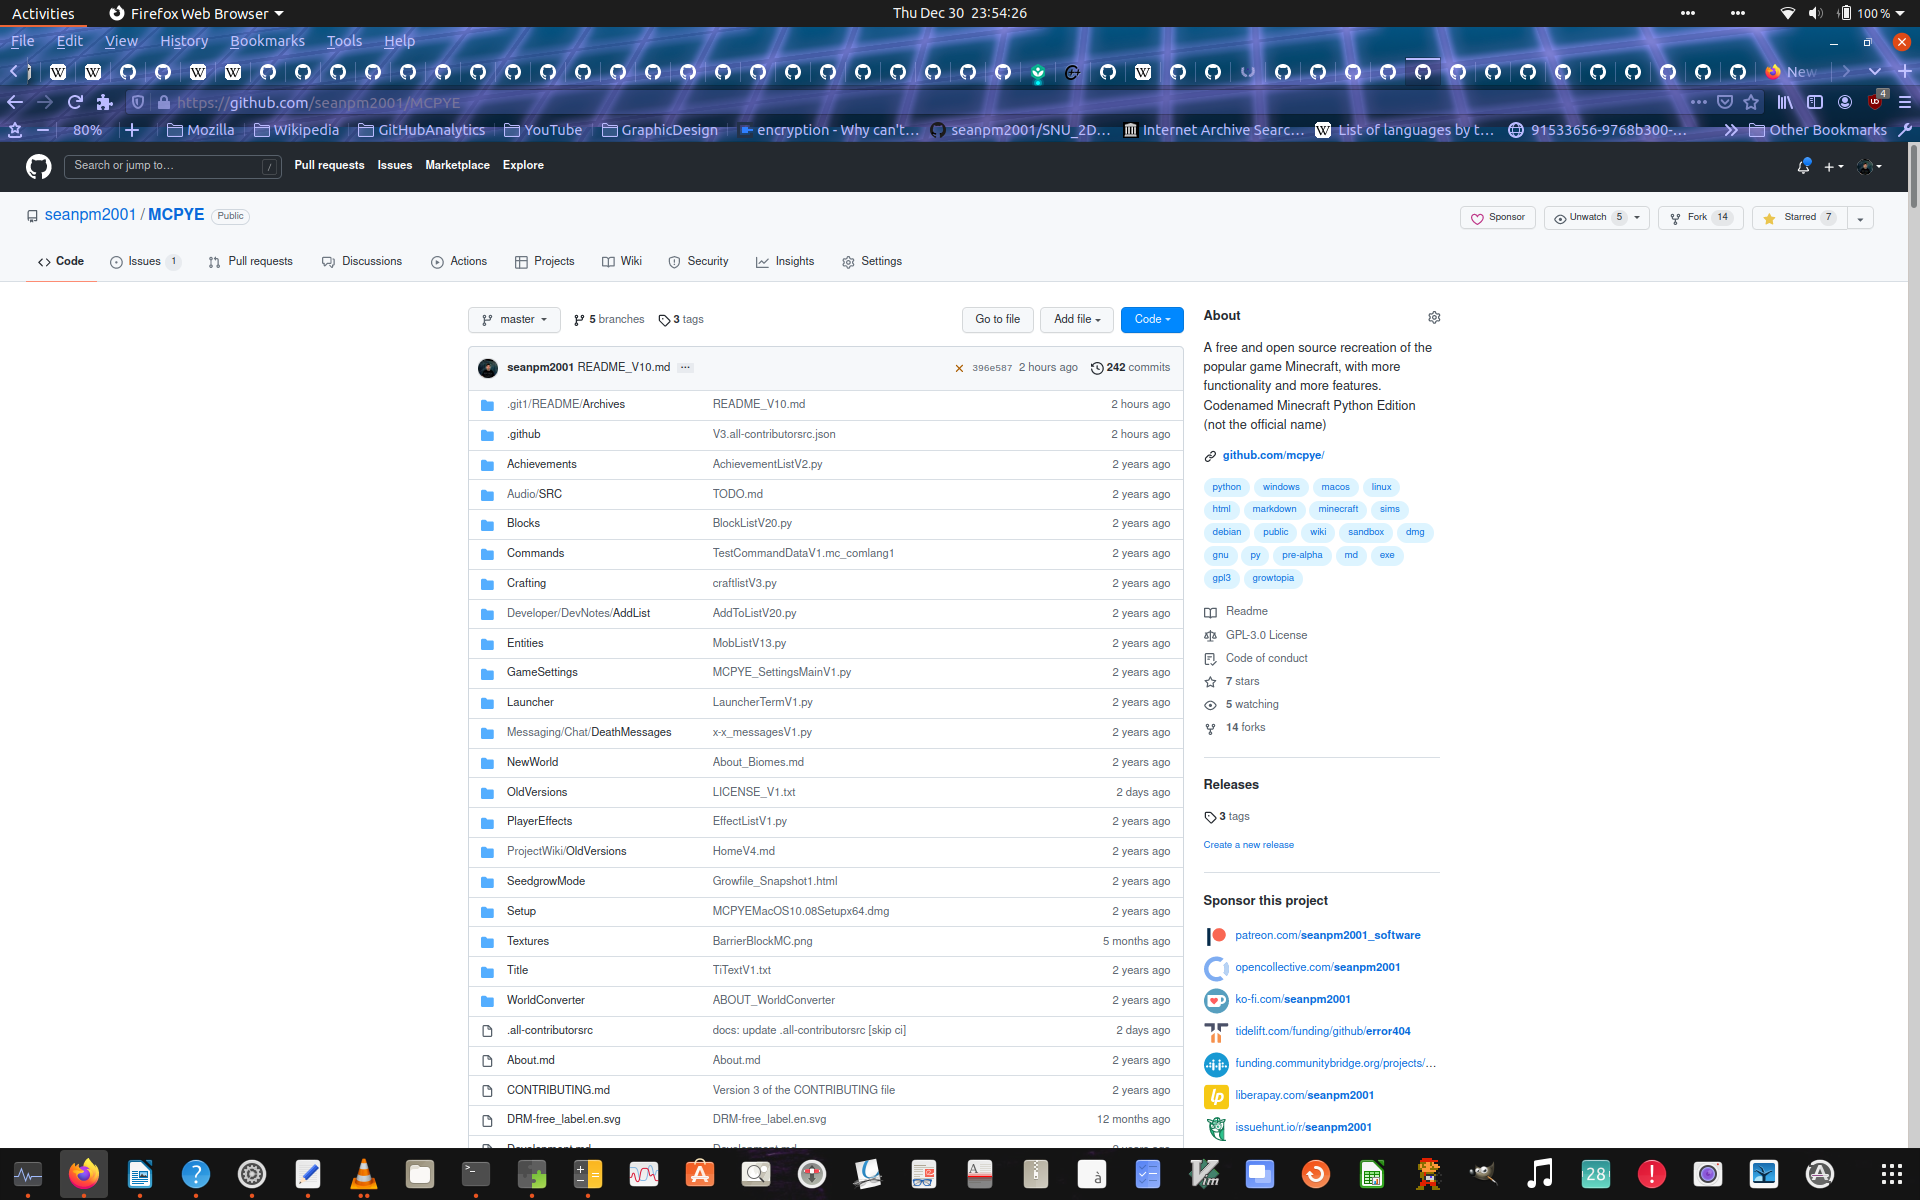 Activities
Firefox Web Browser
Thu Dec 30 23:54:26
100 %
File Edit View History Bookmarks Tools Help
New
https://github.com/seanpm2001/MCPYE
4
80%
Mozilla
Wikipedia
GitHubAnalytics
YouTube
GraphicDesign
encryption - Why can't...
seanpm2001/SNU_2D...
Internet Archive Searc...
List of languages by t...
91533656-9768b300-...
Other Bookmarks
Search or jump to...
/
Pull requests Issues Marketplace Explore
seanpm2001 / MCPYE Public
Sponsor
Unwatch 5
Fork 14
Starred 7
Code
Issues 1
Pull requests
Discussions
Actions
Projects
Wiki
Security
Insights
Settings
master
5 branches
3 tags
Go to file
Add file
Code
seanpm2001 README_V10.md ...
396e587 2 hours ago
242 commits
.git1/README/Archives README_V10.md 2 hours ago
.github V3.all-contributorsrc.json 2 hours ago
Achievements AchievementListV2.py 2 years ago
Audio/SRC TODO.md 2 years ago
Blocks BlockListV20.py 2 years ago
Commands TestCommandDataV1.mc_comlang1 2 years ago
Crafting craftlistV3.py 2 years ago
Developer/DevNotes/AddList AddToListV20.py 2 years ago
Entities MobListV13.py 2 years ago
GameSettings MCPYE_SettingsMainV1.py 2 years ago
Launcher LauncherTermV1.py 2 years ago
Messaging/Chat/DeathMessages x-x_messagesV1.py 2 years ago
NewWorld About_Biomes.md 2 years ago
OldVersions LICENSE_V1.txt 2 days ago
PlayerEffects EffectListV1.py 2 years ago
ProjectWiki/OldVersions HomeV4.md 2 years ago
SeedgrowMode Growfile_Snapshot1.html 2 years ago
Setup MCPYEMacOS10.08Setupx64.dmg 2 years ago
Textures BarrierBlockMC.png 5 months ago
Title TiTextV1.txt 2 years ago
WorldConverter ABOUT_WorldConverter 2 years ago
.all-contributorsrc docs: update .all-contributorsrc [skip ci] 2 days ago
About.md About.md 2 years ago
CONTRIBUTING.md Version 3 of the CONTRIBUTING file 2 years ago
DRM-free_label.en.svg DRM-free_label.en.svg 12 months ago
About
A free and open source recreation of the
popular game Minecraft, with more
functionality and more features.
Codenamed Minecraft Python Edition
(not the official name)
github.com/mcpye/
python windows macos linux
html markdown minecraft sims
debian public wiki sandbox dmg
gnu py pre-alpha md exe
gpl3 growtopia
Readme
GPL-3.0 License
Code of conduct
7 stars
5 watching
14 forks
Releases
3 tags
Create a new release
Sponsor this project
patreon.com/seanpm2001_software
opencollective.com/seanpm2001
ko-fi.com/seanpm2001
tidelift.com/funding/github/error404
funding.communitybridge.org/projects/...
lp
liberapay.com/seanpm2001
issuehunt.io/r/seanpm2001
28